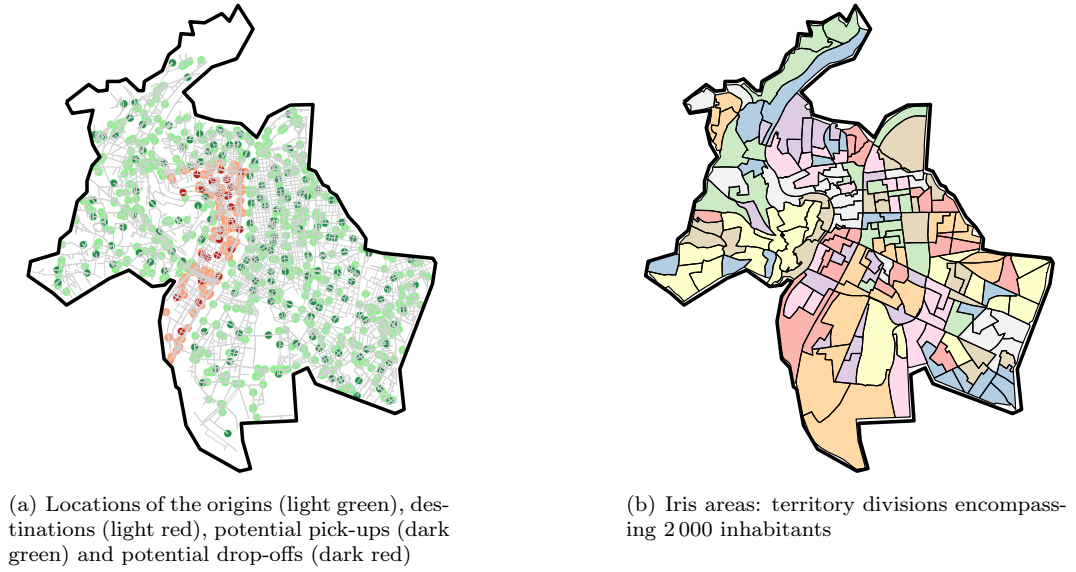 (a) Locations of the origins (light green), des-
tinations (light red), potential pick-ups (dark
green) and potential drop-offs (dark red)
(b) Iris areas: territory divisions encompass-
ing 2 000 inhabitants